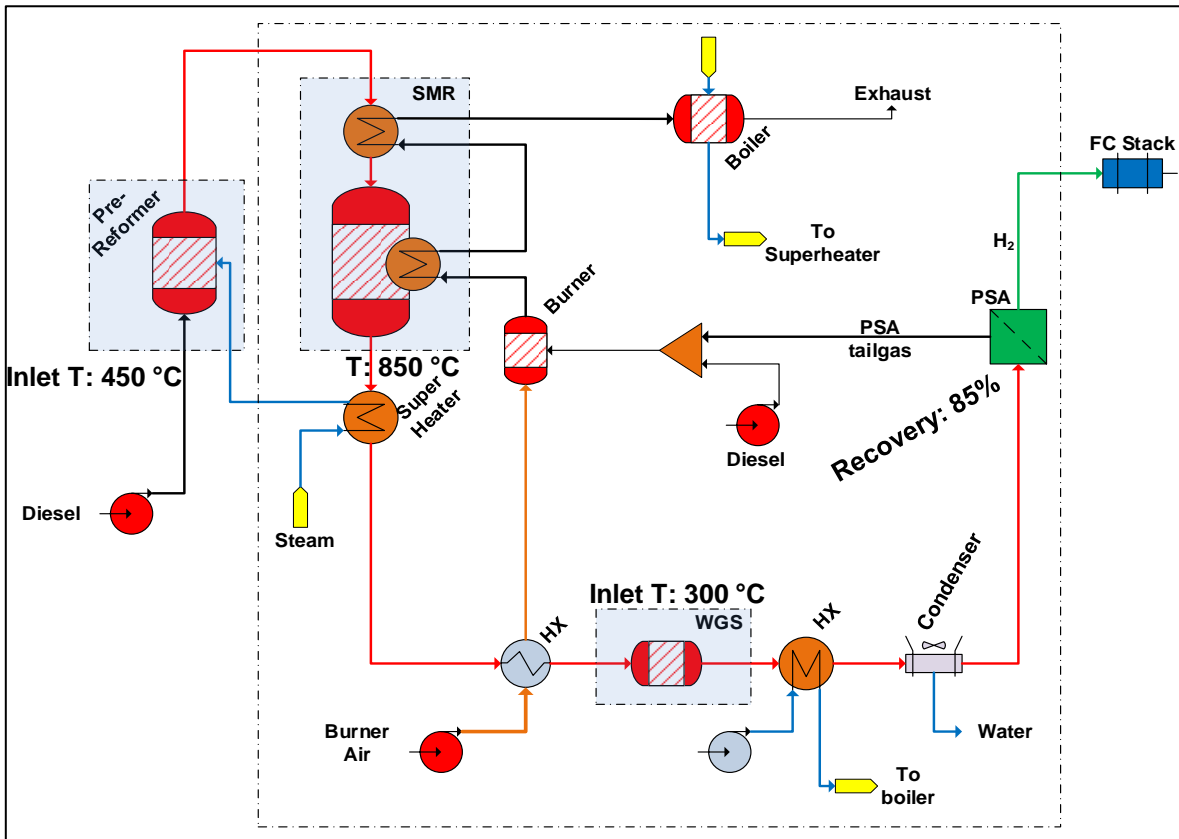 SMR
Boiler
Exhaust
FC Stack
Pre-
Reformer
To
Superheater
H2
PSA
Burner
PSA
tailgas
Inlet T: 450 °C
T: 850 °C
Super
Heater
Recovery: 85%
Diesel
Diesel
Steam
Inlet T: 300 °C
WGS
HX
HX
Condenser
Burner
Air
Water
To
boiler